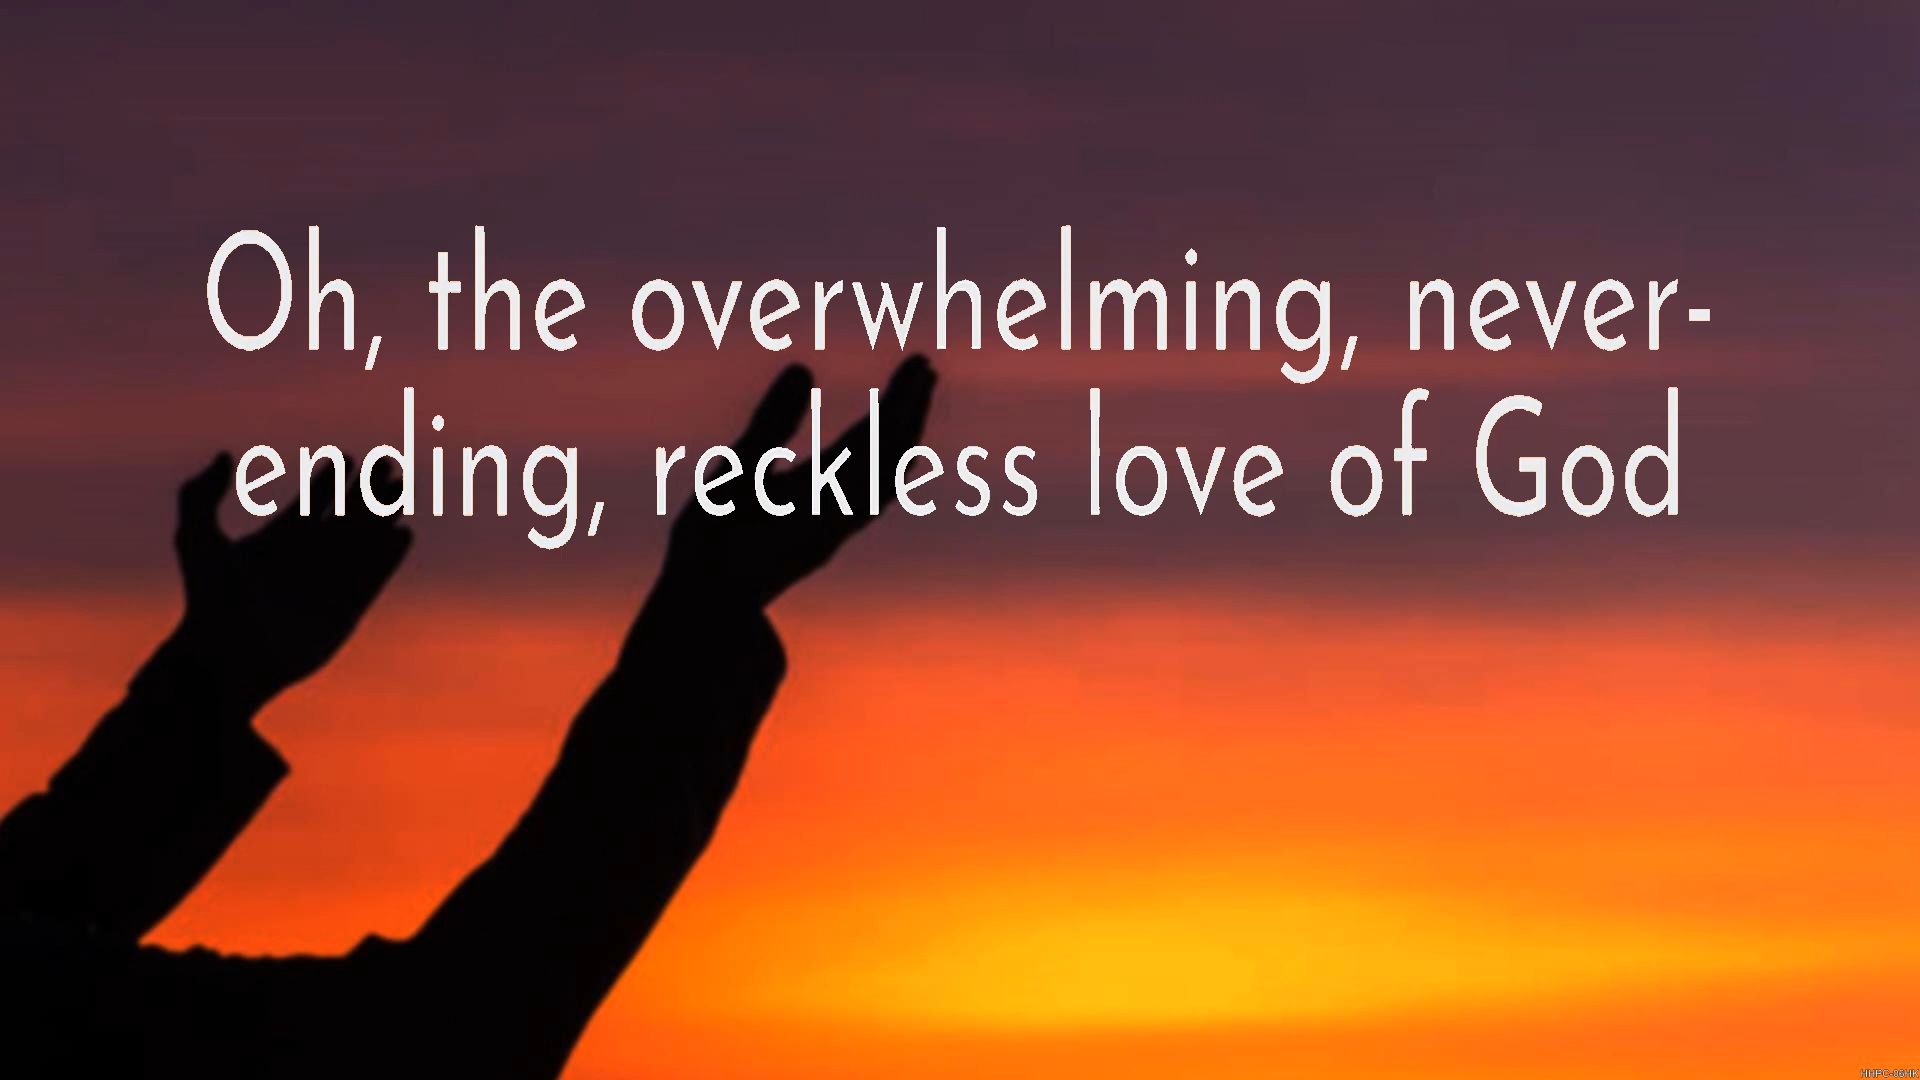 Oh, the overwhelming, never-
ending, reckless love of God